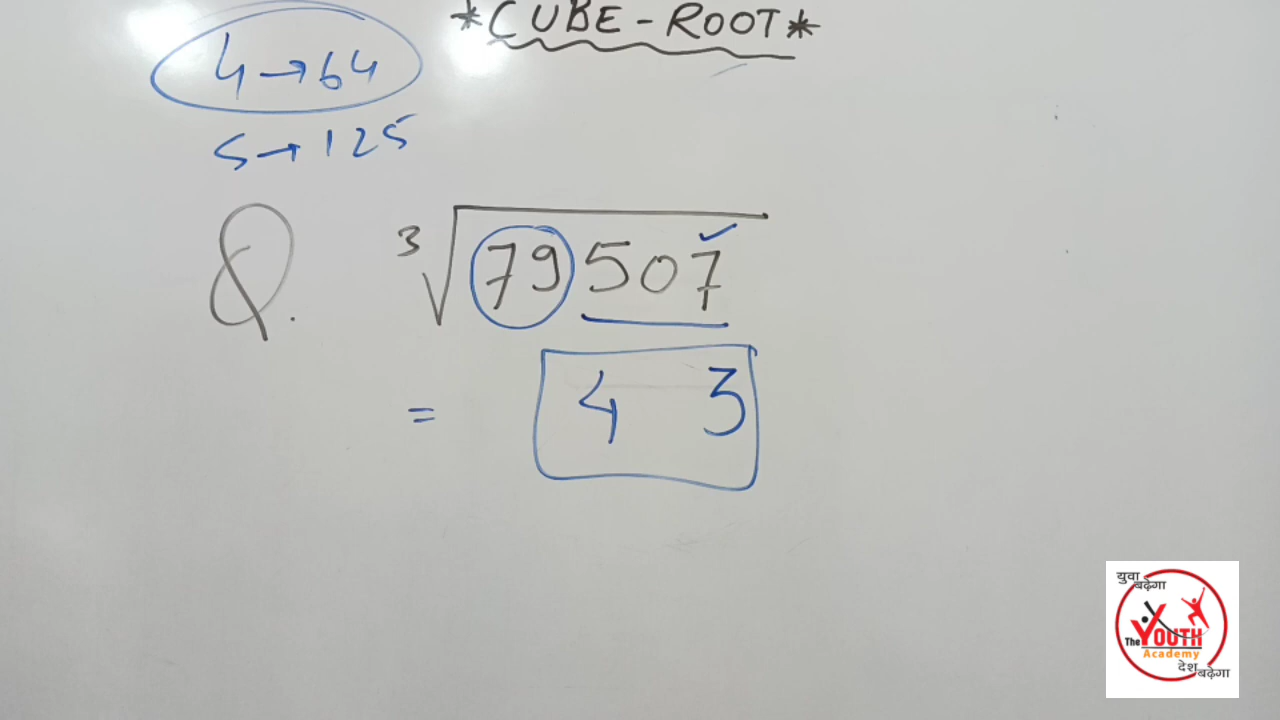 *CUBE-ROOT*
4→64
5→125
Q. ³√79507
= 43
युवा
बढ़ेगा
The YOUTH
Academy
देश
बढ़ेगा